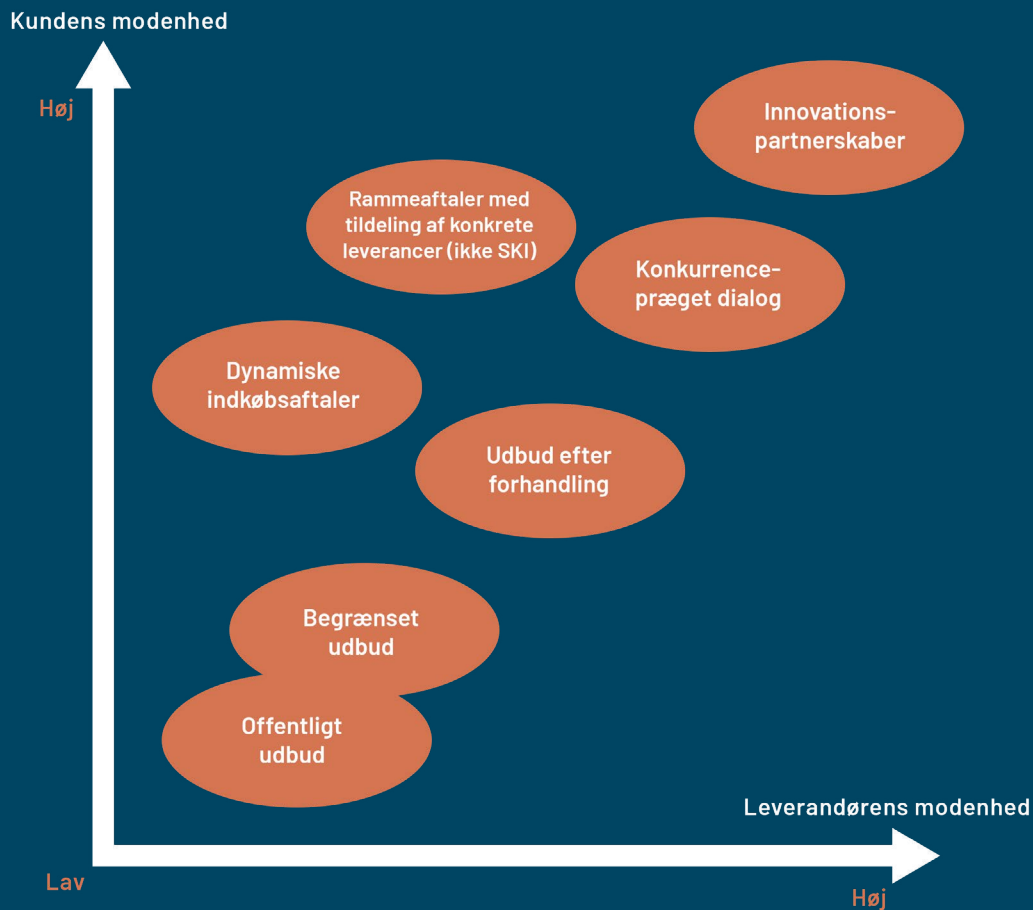 Kundens modenhed
Høj
Innovations-
partnerskaber
Rammeaftaler med
tildeling af konkrete
leverancer (ikke SKI)
Konkurrence-
præget dialog
Dynamiske
indkøbsaftaler
Udbud efter
forhandling
Begrænset
udbud
Offentligt
udbud
Leverandørens modenhed
Lav
Høj